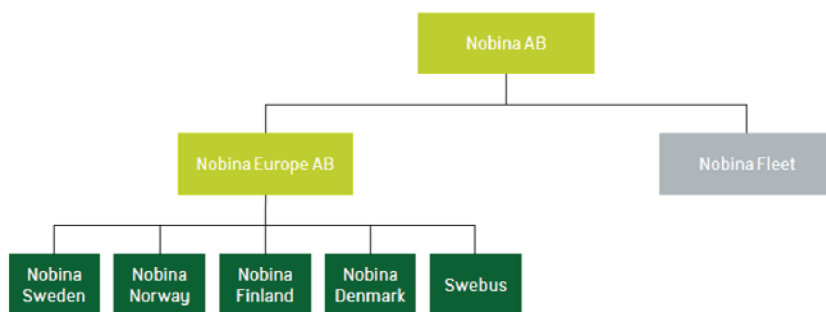 Nobina AB
Nobina Europe AB
Nobina Fleet
Nobina
Sweden
Nobina
Norway
Nobina
Finland
Nobina
Denmark
Swebus